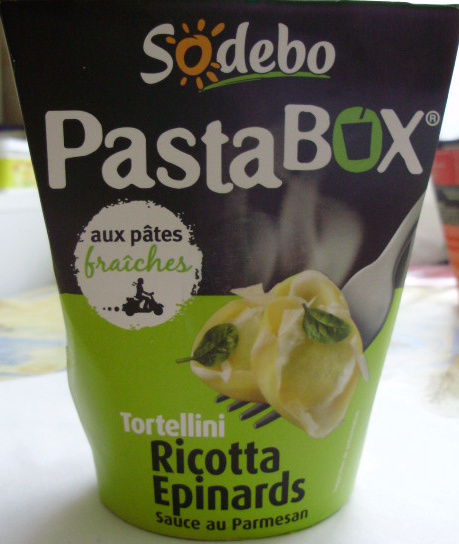 Sodebo
PastaBOX®
aux pâtes
fraîches
Tortellini
Ricotta
Epinards
Sauce au Parmesan